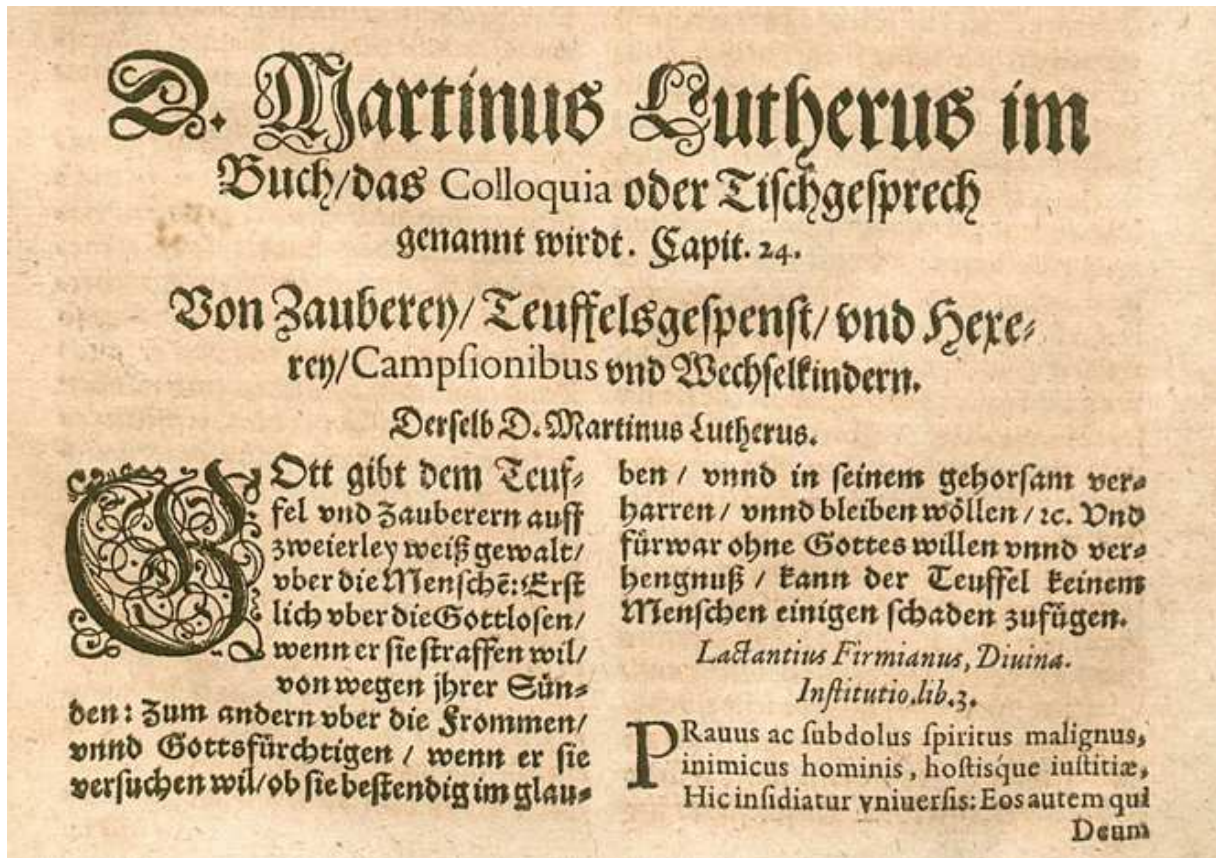 D. Martinus Lutherus im
Buch/das Colloquia oder Tischgesprech
genannt wirdt. Capit. 24.
Von Zauberey/ Teuffelsgespenst/ vnd Hexe⸗
rey/Campsionibus vnd Wechselkindern.
Derselb D. Martinus Lutherus.
GOtt gibt dem Teuf⸗
fel vnd Zauberern auff
zweierley weiß gewalt/
vber die Menschẽ: Erst
lich vber die Gottlosen/
wenn er sie straffen wil/
von wegen jhrer Sün⸗
den: Zum andern vber die Frommen/
vnnd Gottsfürchtigen / wenn er sie
versuchen wil/ob sie bestendig im glau⸗
ben / vnnd in seinem gehorsam ver⸗
harren / vnnd bleiben wöllen / ꝛc. Vnd
fürwar ohne Gottes willen vnnd ver⸗
hengnuß / kann der Teuffel keinem
Menschen einigen schaden zufügen.
Lactantius Firmianus, Diuina.
Institutio.lib.3.
PRauus ac subdolus spiritus malignus,
inimicus hominis, hostisque iustitiæ,
Hic insidiatur vniuersis: Eos autem qui
Deum